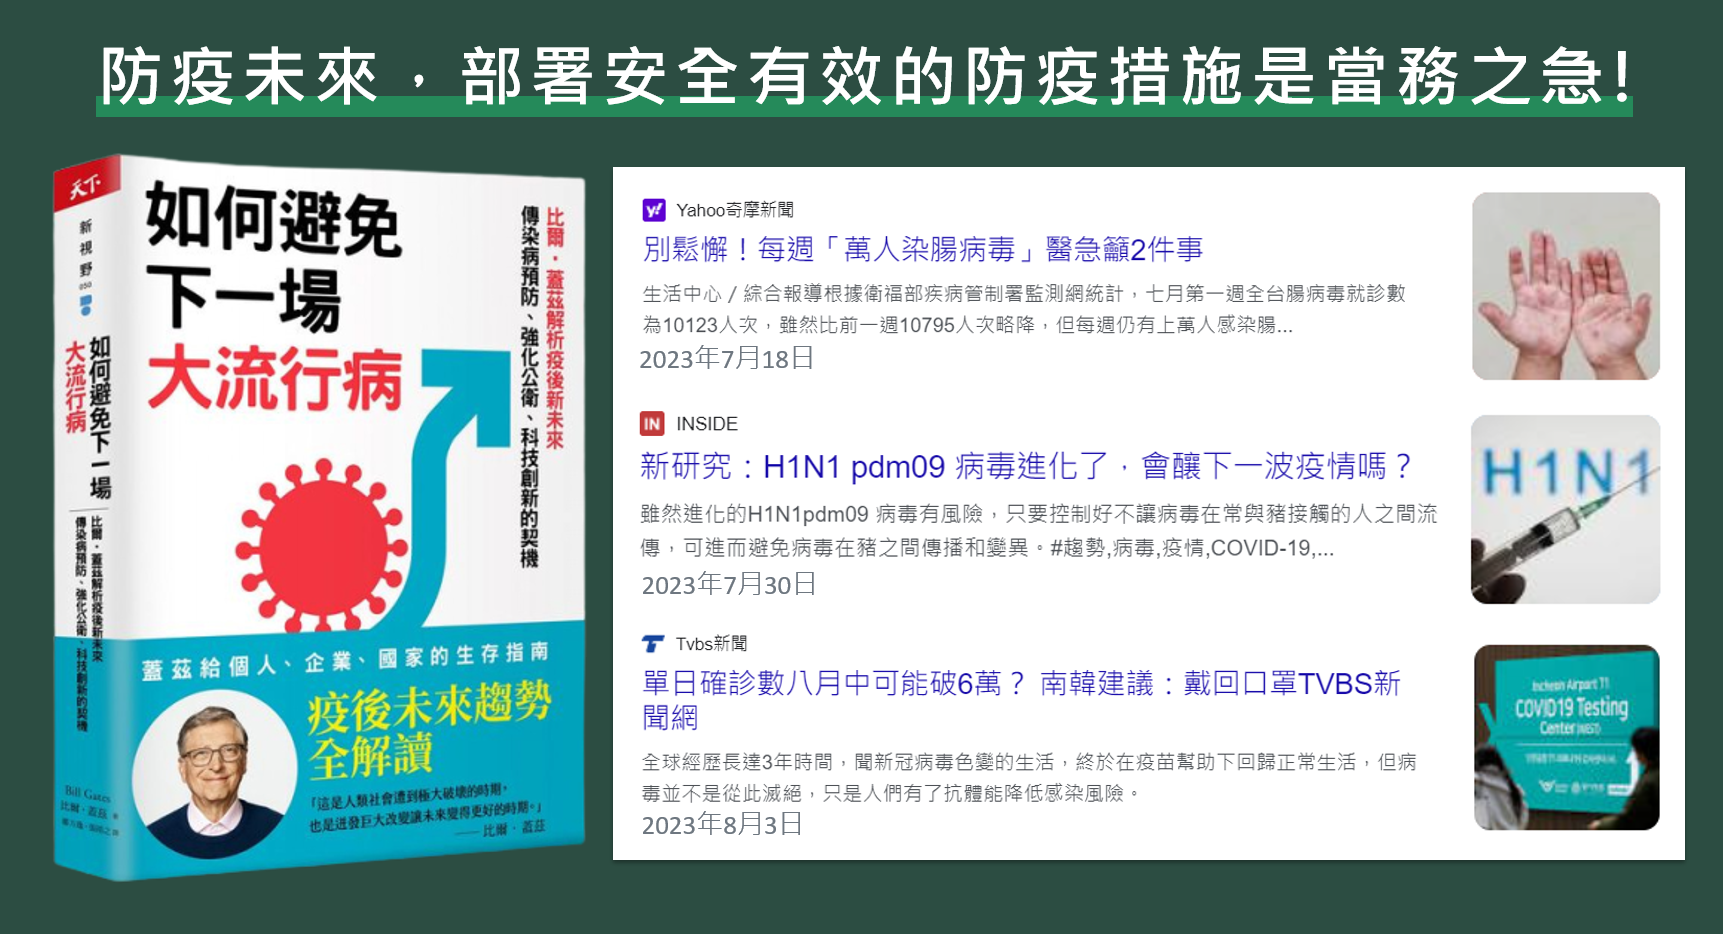 防疫未來，部署安全有效的防疫措施是當務之急!
天下
新視野
050
如何避免下一場
大流行病
比爾．蓋茲解析疫後新未來
傳染病預防、強化公衛、科技創新的契機
Bill Gates
比爾．蓋茲 著
如何避免
下一場
大流行病
比爾．蓋茲解析疫後新未來
傳染病預防、強化公衛、科技創新的契機
蓋茲給個人、企業、國家的生存指南
疫後未來趨勢
全解讀
「這是人類社會遭到極大破壞的時期，
也是迸發巨大改變讓未來變得更好的時期。」
——比爾．蓋茲
y!
Yahoo奇摩新聞
別鬆懈！每週「萬人染腸病毒」醫急籲2件事
生活中心／綜合報導根據衛福部疾病管制署監測網統計，七月第一週全台腸病毒就診數
為10123人次，雖然比前一週10795人次略降，但每週仍有上萬人感染腸...
2023年7月18日
IN
INSIDE
新研究：H1N1 pdm09 病毒進化了，會釀下一波疫情嗎？
雖然進化的H1N1pdm09 病毒有風險，只要控制好不讓病毒在常與豬接觸的人之間流
傳，可進而避免病毒在豬之間傳播和變異。#趨勢,病毒,疫情,COVID-19,...
2023年7月30日
H1N1
Tvbs新聞
單日確診數八月中可能破6萬？ 南韓建議：戴回口罩TVBS新
聞網
全球經歷長達3年時間，聞新冠病毒色變的生活，終於在疫苗幫助下回歸正常生活，但病
毒並不是從此滅絕，只是人們有了抗體能降低感染風險。
2023年8月3日
Incheon Airport T1
COVID19 Testing
Center (WEST)